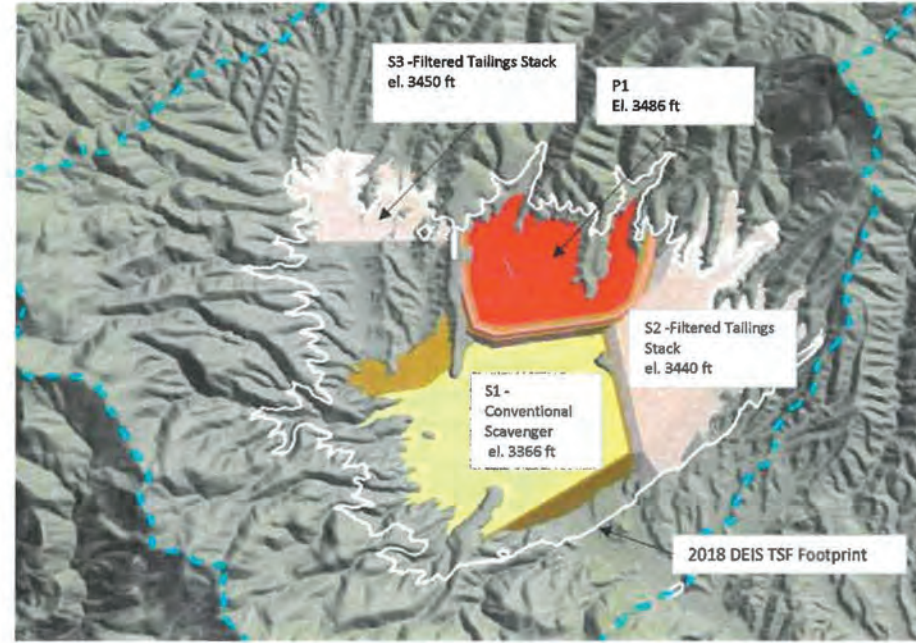 S3 -Filtered Tailings Stack
el. 3450 ft
P1
El. 3486 ft
S2 -Filtered Tailings
Stack
el. 3440 ft
S1 -
Conventional
Scavenger
el. 3366 ft
2018 DEIS TSF Footprint